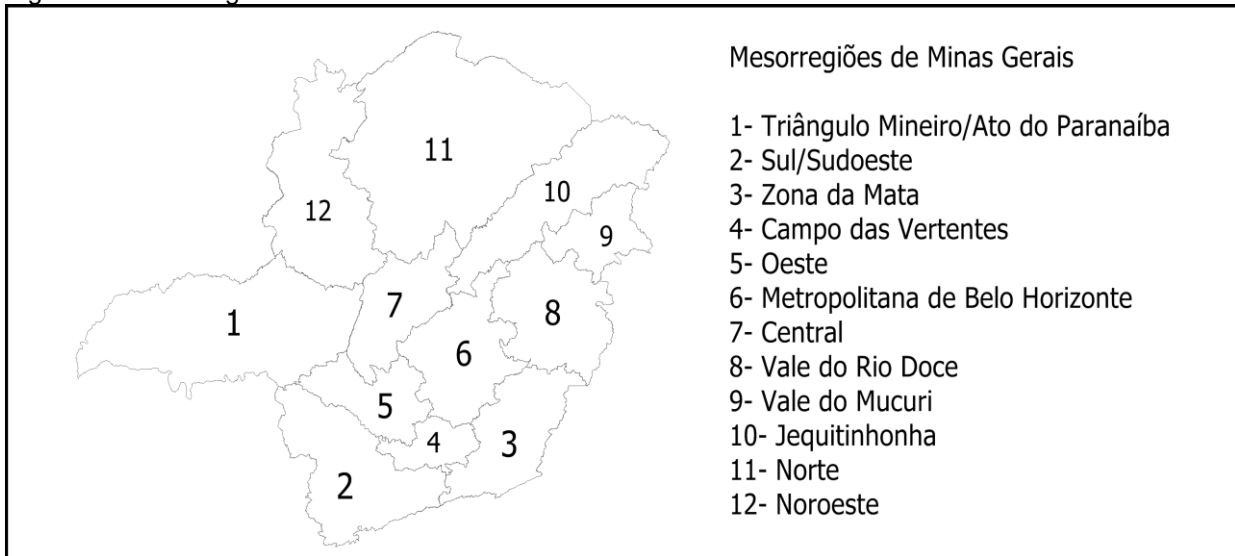 Mesorregiões de Minas Gerais
1- Triângulo Mineiro/Ato do Paranaíba
2- Sul/Sudoeste
3- Zona da Mata
4- Campo das Vertentes
5- Oeste
6- Metropolitana de Belo Horizonte
7- Central
8- Vale do Rio Doce
9- Vale do Mucuri
10- Jequitinhonha
11- Norte
12- Noroeste
11
10
12
9
7
8
1
6
5
4
3
2